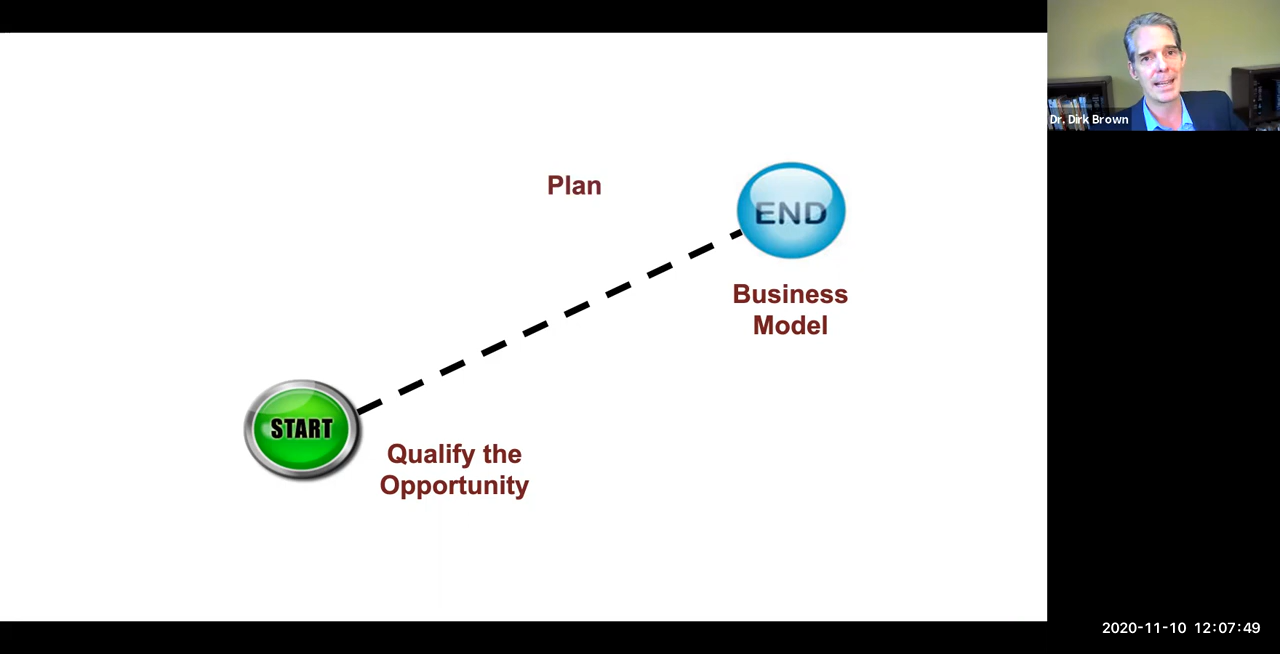 Dr. Dirk Brown
Plan
END
Business
Model
START
Qualify the
Opportunity
2020-11-10 12:07:49